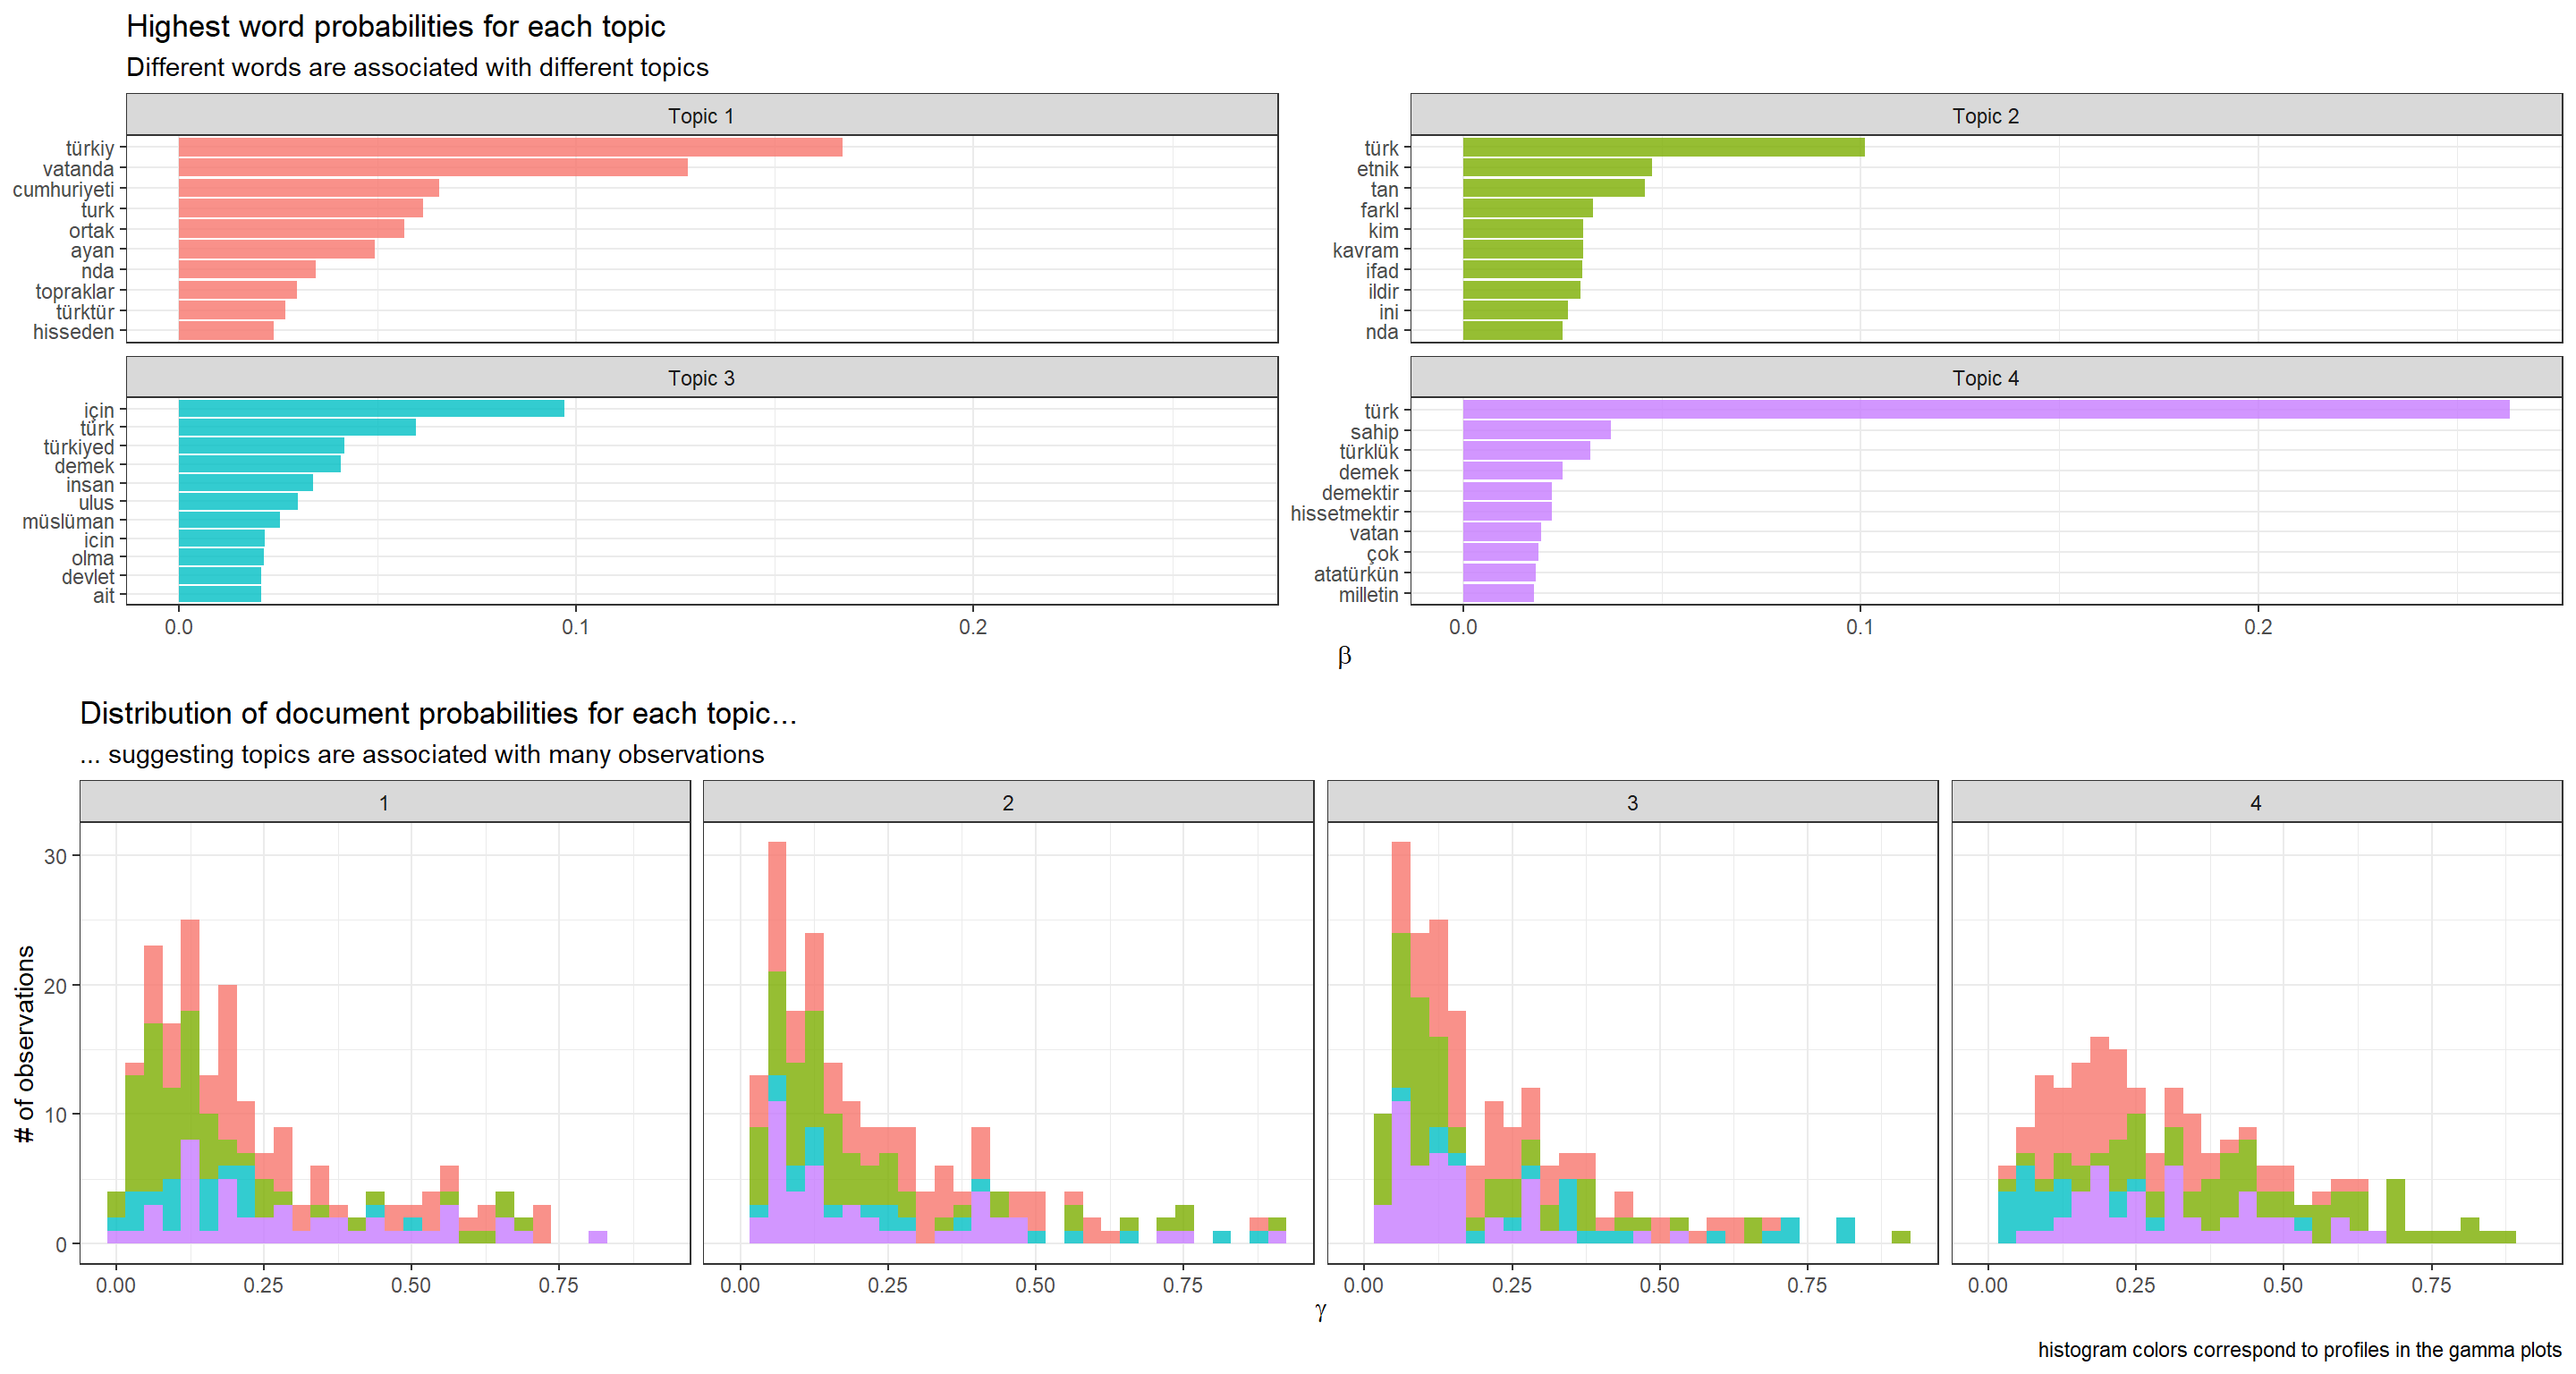 Highest word probabilities for each topic
Different words are associated with different topics
Topic 1
türkiy
vatanda
cumhuriyeti
turk
ortak
ayan
nda
topraklar
türktür
hisseden
Topic 2
türk
etnik
tan
farkl
kim
kavram
ifad
ildir
ini
nda
Topic 3
için
türk
türkiyed
demek
insan
ulus
müslüman
icin
olma
devlet
ait
0.0 0.1 0.2
Topic 4
türk
sahip
türklük
demek
demektir
hissetmektir
vatan
çok
atatürkün
milletin
0.0 0.1 0.2
β
Distribution of document probabilities for each topic...
... suggesting topics are associated with many observations
1 2 3 4
# of observations
30
20
10
0
0.00 0.25 0.50 0.75
0.00 0.25 0.50 0.75
0.00 0.25 0.50 0.75
0.00 0.25 0.50 0.75
γ
histogram colors correspond to profiles in the gamma plots